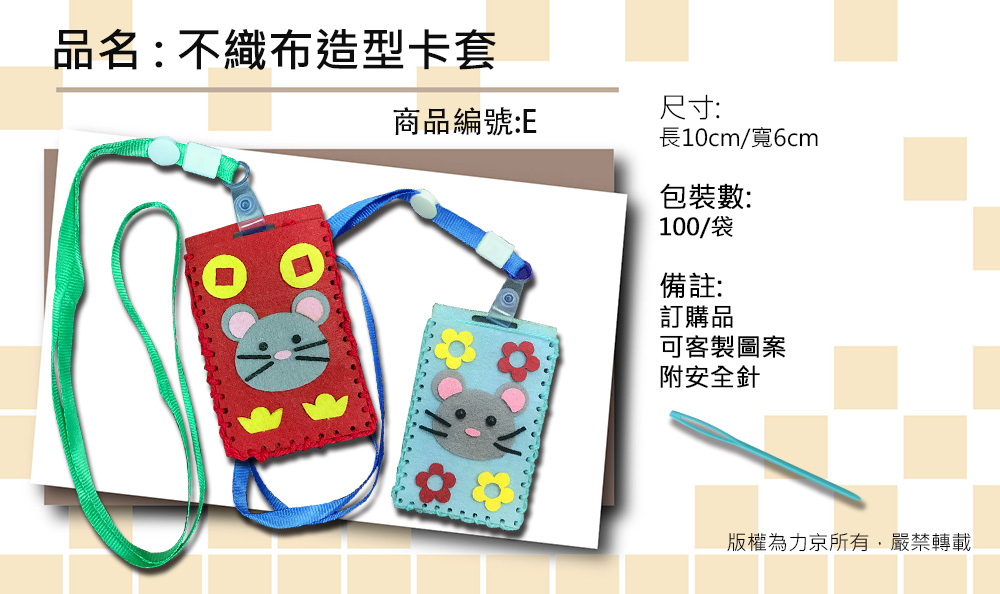 品名 : 不織布造型卡套
商品編號:E
尺寸:
長10cm/寬6cm
包裝數:
100/袋
備註:
訂購品
可客製圖案
附安全針
版權為力京所有，嚴禁轉載